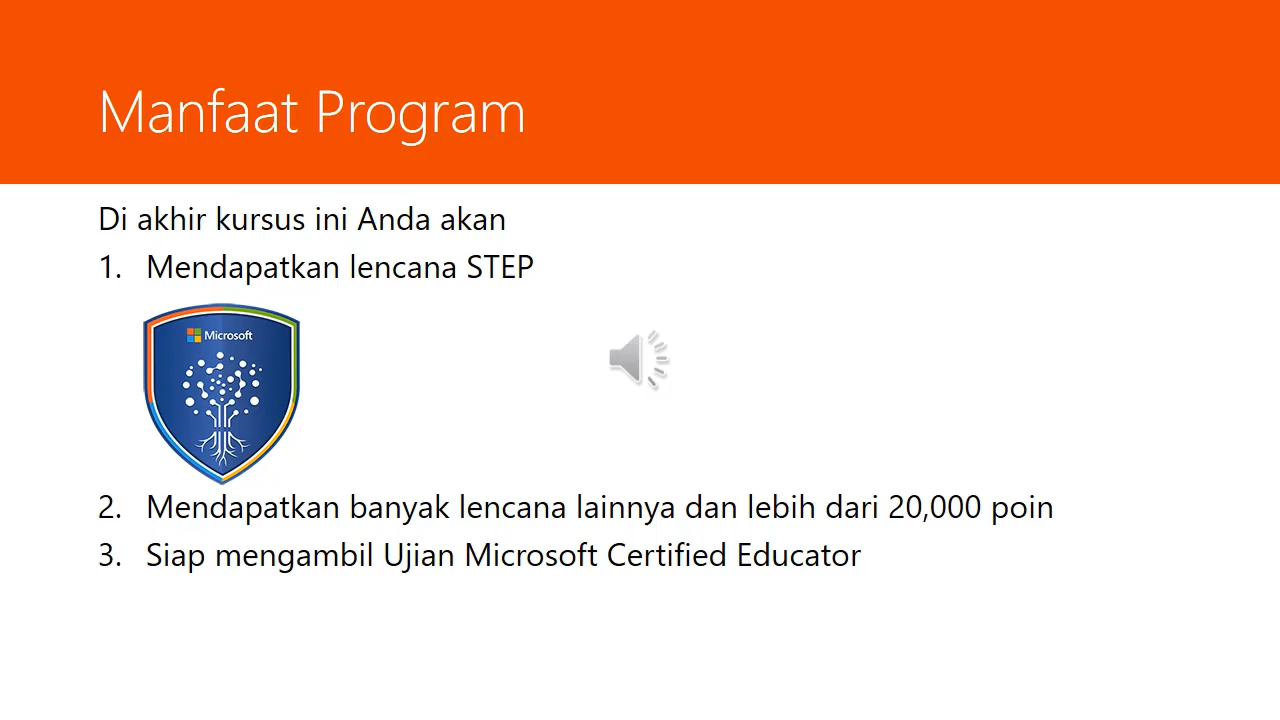 Manfaat Program
Di akhir kursus ini Anda akan
1. Mendapatkan lencana STEP
Microsoft
2. Mendapatkan banyak lencana lainnya dan lebih dari 20,000 poin
3. Siap mengambil Ujian Microsoft Certified Educator